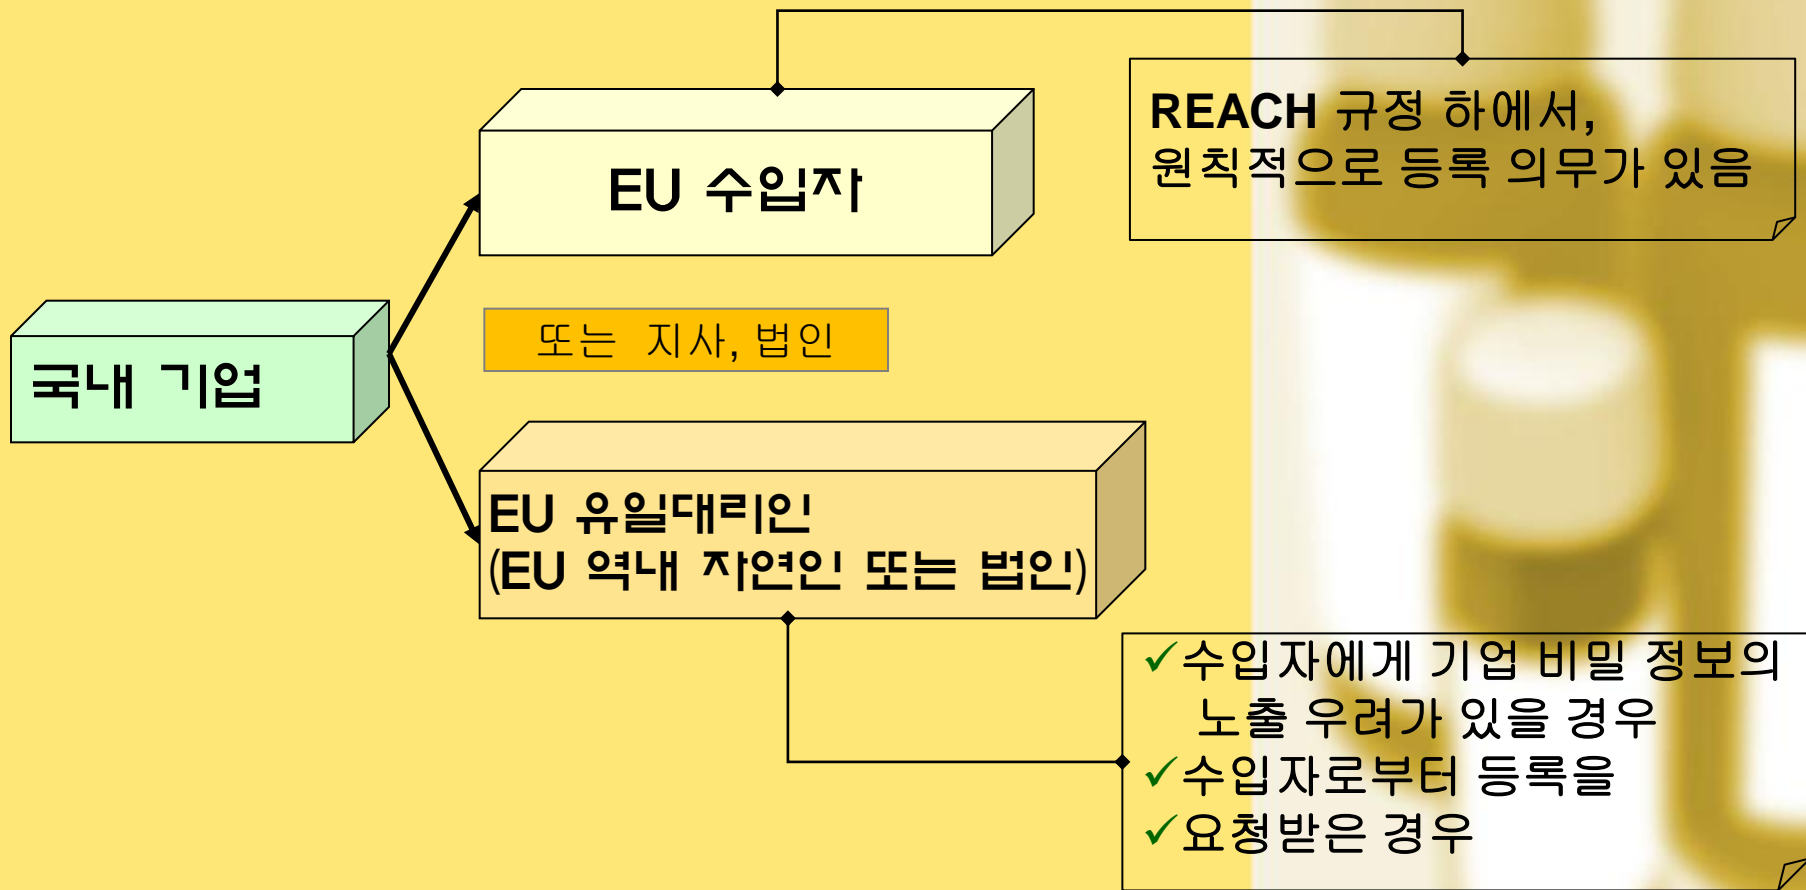 REACH 규정 하에서,
원칙적으로 등록 의무가 있음
EU 수입자
또는 지사, 법인
국내 기업
EU 유일대리인
(EU 역내 자연인 또는 법인)
✓수입자에게 기업 비밀 정보의
노출 우려가 있을 경우
✓수입자로부터 등록을
✓요청받은 경우